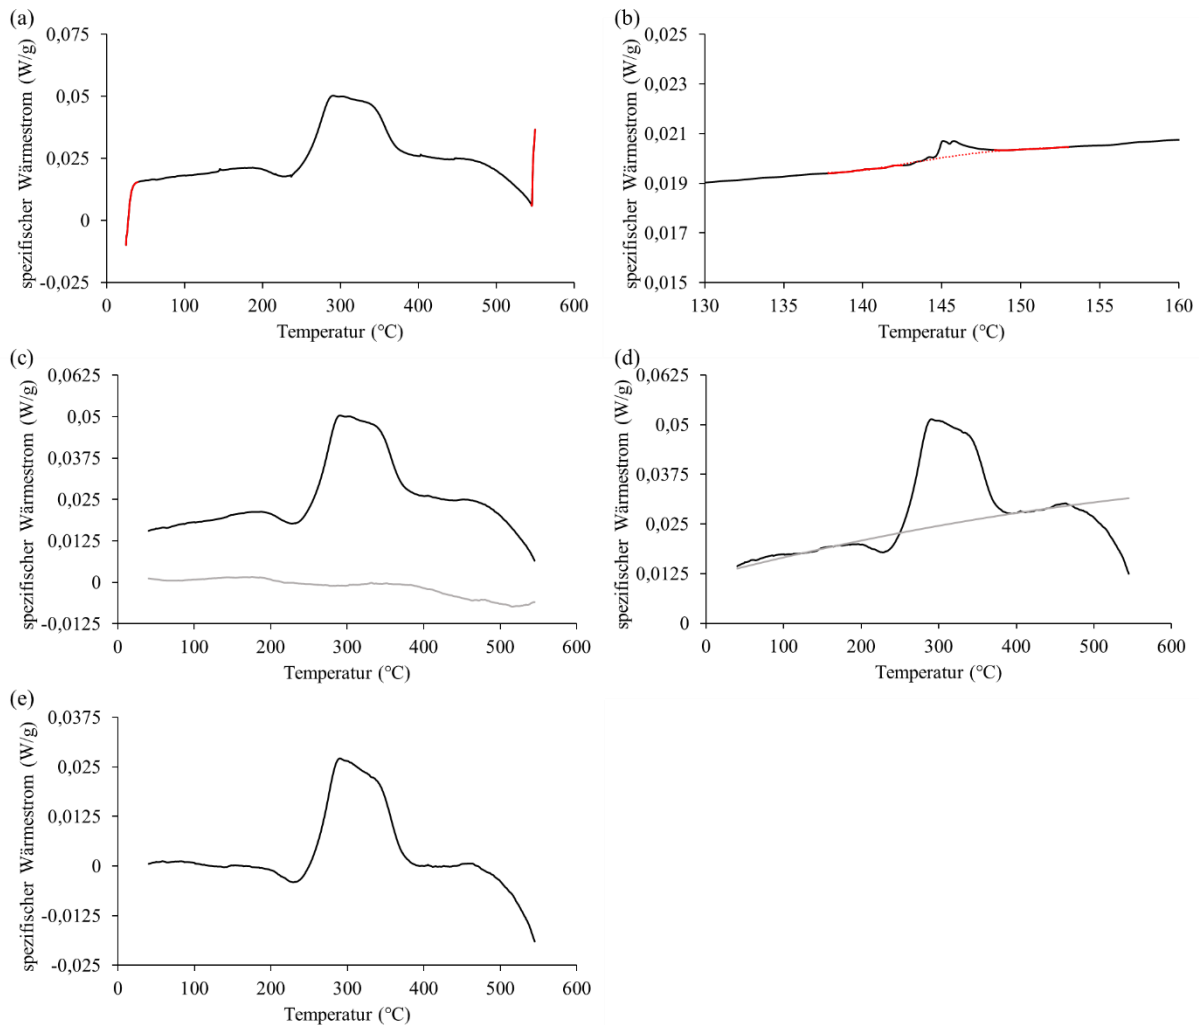 (a)
0,075
0,05
0,025
0
-0,025
spezifischer Wärmestrom (W/g)
0 100 200 300 400 500 600
Temperatur (°C)
(b)
0,025
0,023
0,021
0,019
0,017
0,015
spezifischer Wärmestrom (W/g)
130 135 140 145 150 155 160
Temperatur (°C)
(c)
0,0625
0,05
0,0375
0,025
0,0125
0
-0,0125
spezifischer Wärmestrom (W/g)
0 100 200 300 400 500 600
Temperatur (°C)
(d)
0,0625
0,05
0,0375
0,025
0,0125
0
spezifischer Wärmestrom (W/g)
0 100 200 300 400 500 600
Temperatur (°C)
(e)
0,0375
0,025
0,0125
0
-0,0125
-0,025
spezifischer Wärmestrom (W/g)
0 100 200 300 400 500 600
Temperatur (°C)